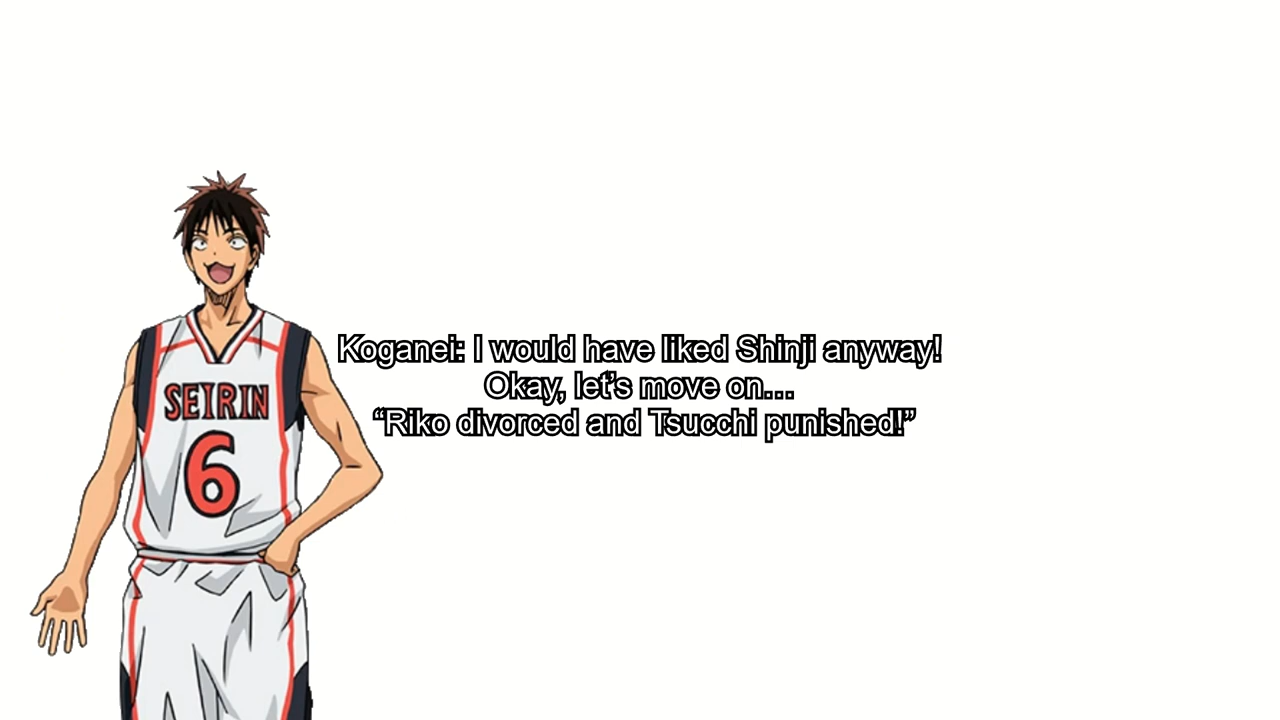 Koganei: I would have liked Shinji anyway!
Okay, let's move on...
“Riko divorced and Tsucchi punished!”
SEIRIN
6